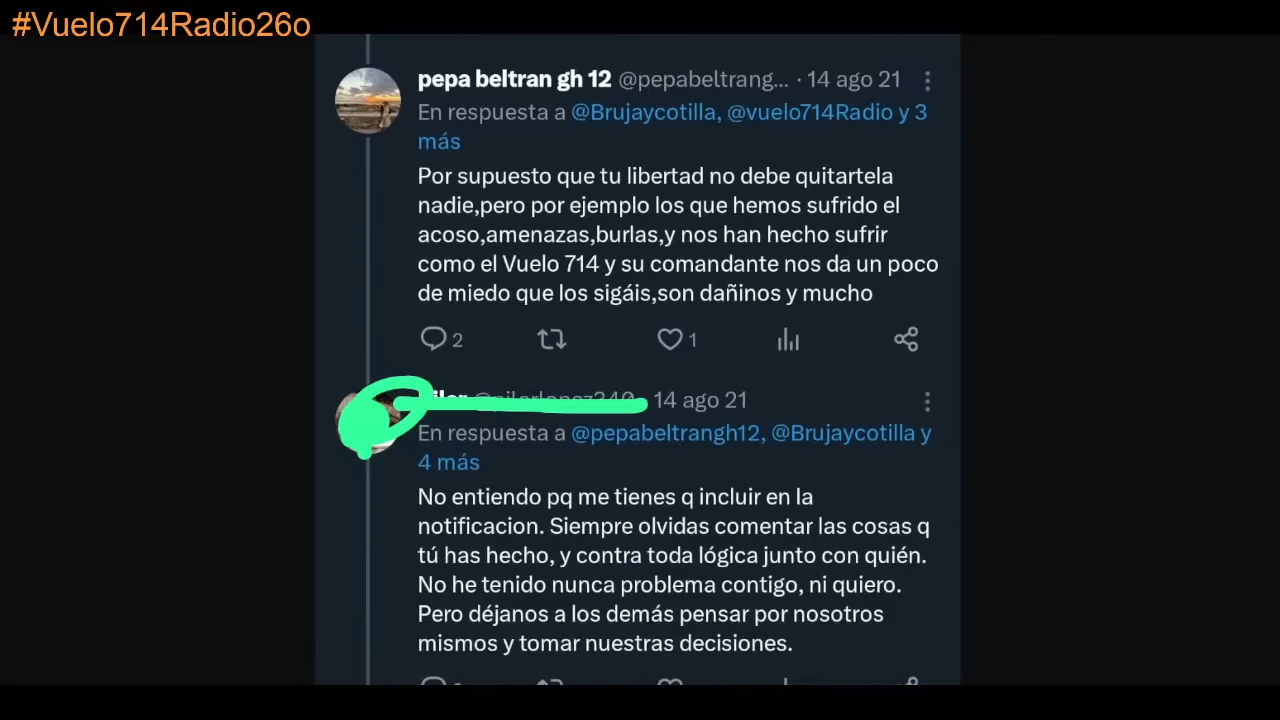 #Vuelo714Radio26o
pepa beltran gh 12 @pepabeltrang... · 14 ago 21
En respuesta a @Brujaycotilla, @vuelo714Radio y 3
más
Por supuesto que tu libertad no debe quitartela
nadie,pero por ejemplo los que hemos sufrido el
acoso,amenazas,burlas,y nos han hecho sufrir
como el Vuelo 714 y su comandante nos da un poco
de miedo que los sigáis,son dañinos y mucho
2 1
14 ago 21
En respuesta a @pepabeltrangh12, @Brujaycotilla y
4 más
No entiendo pq me tienes q incluir en la
notificacion. Siempre olvidas comentar las cosas q
tú has hecho, y contra toda lógica junto con quién.
No he tenido nunca problema contigo, ni quiero.
Pero déjanos a los demás pensar por nosotros
mismos y tomar nuestras decisiones.